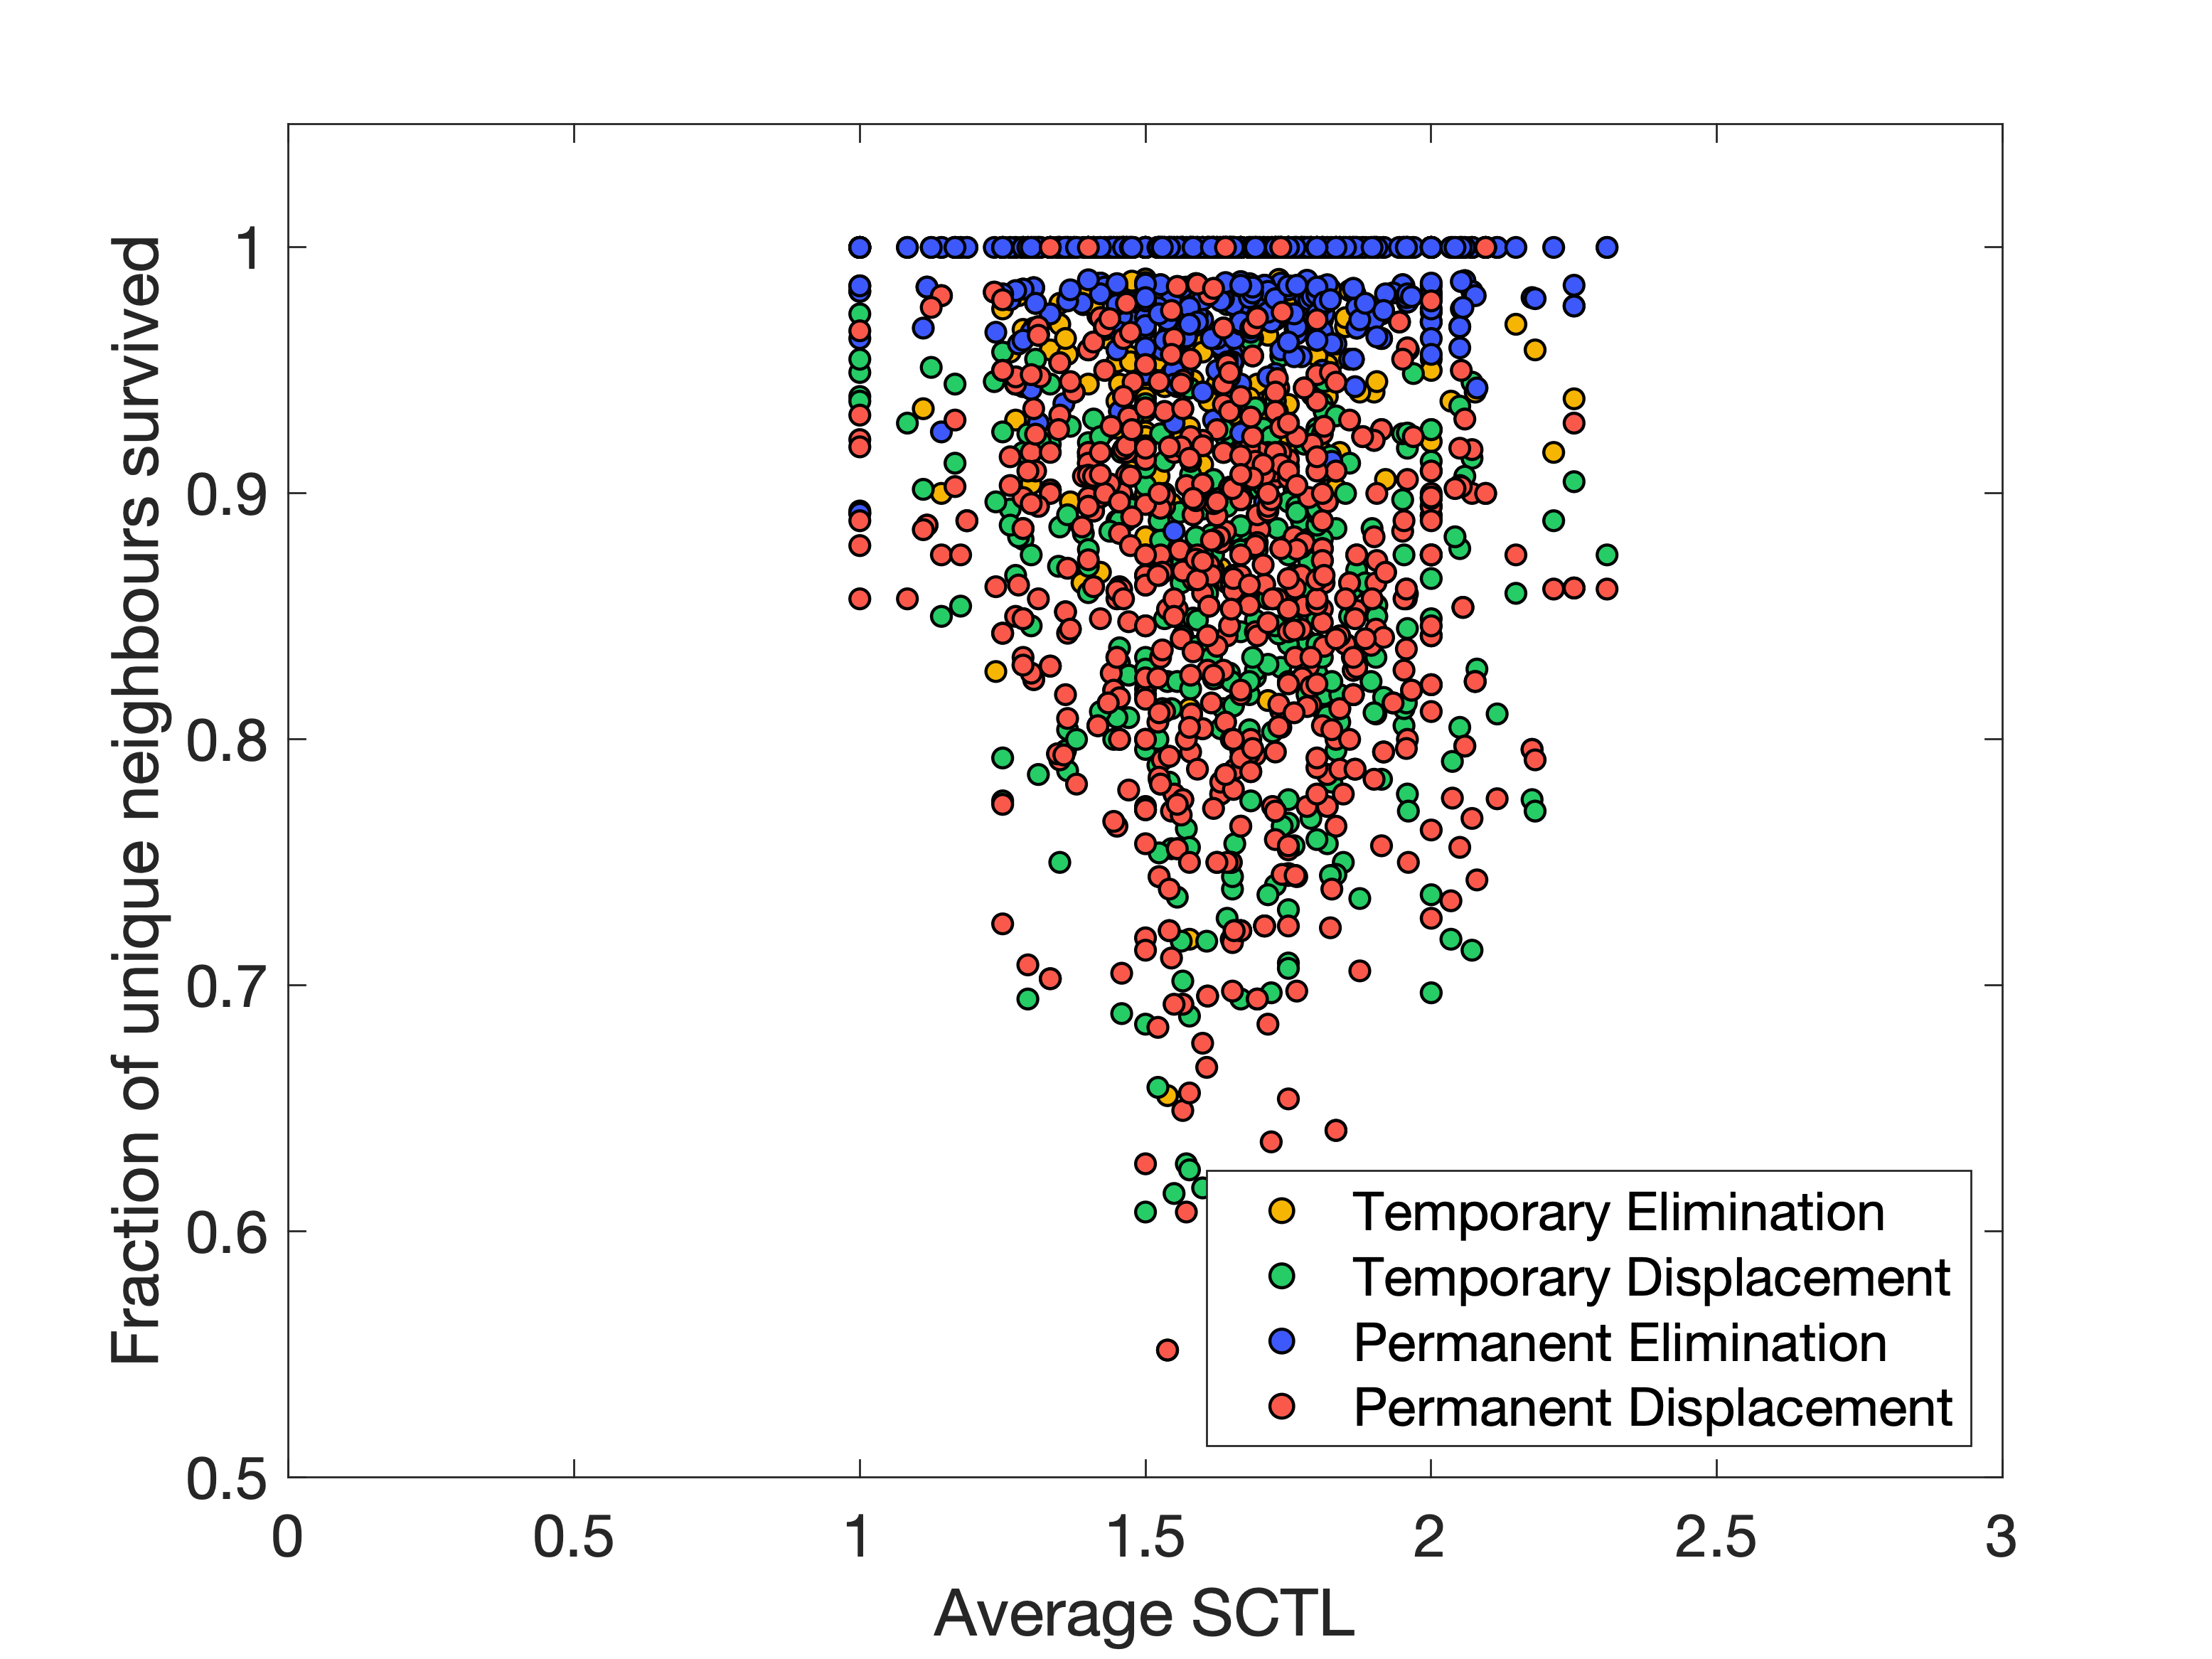 Fraction of unique neighbours survived
1
0.9
0.8
0.7
0.6
0.5
0 0.5 1 1.5 2 2.5 3
Average SCTL
Temporary Elimination
Temporary Displacement
Permanent Elimination
Permanent Displacement